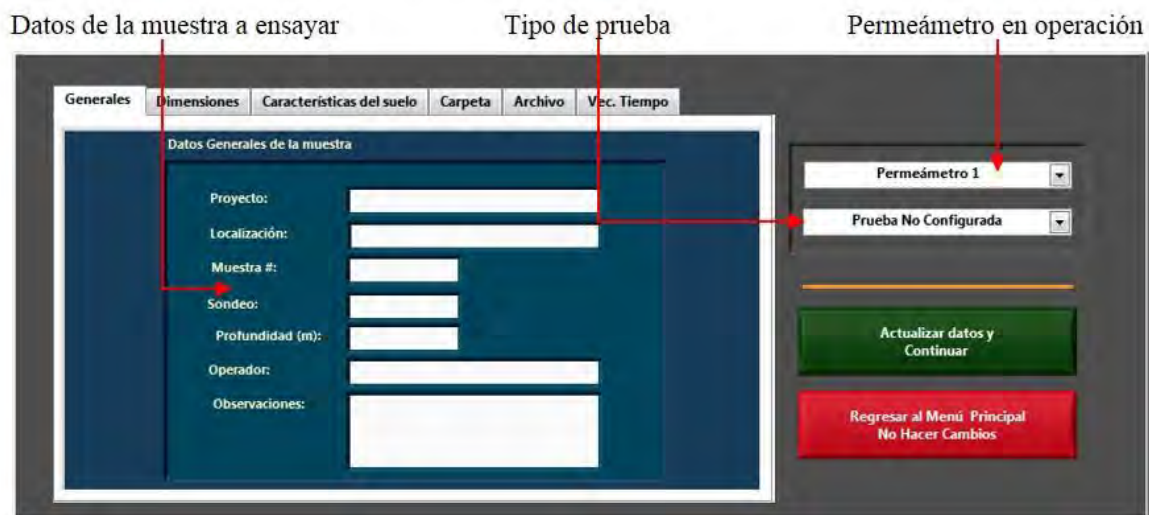 Datos de la muestra a ensayar
Tipo de prueba
Permeámetro en operación
Generales
Dimensiones
Características del suelo
Carpeta
Archivo
Vec. Tiempo
Datos Generales de la muestra
Proyecto:
Localización:
Muestra #:
Sondeo:
Profundidad (m):
Operador:
Observaciones:
Permeámetro 1
Prueba No Configurada
Actualizar datos y
Continuar
Regresar al Menú Principal
No Hacer Cambios